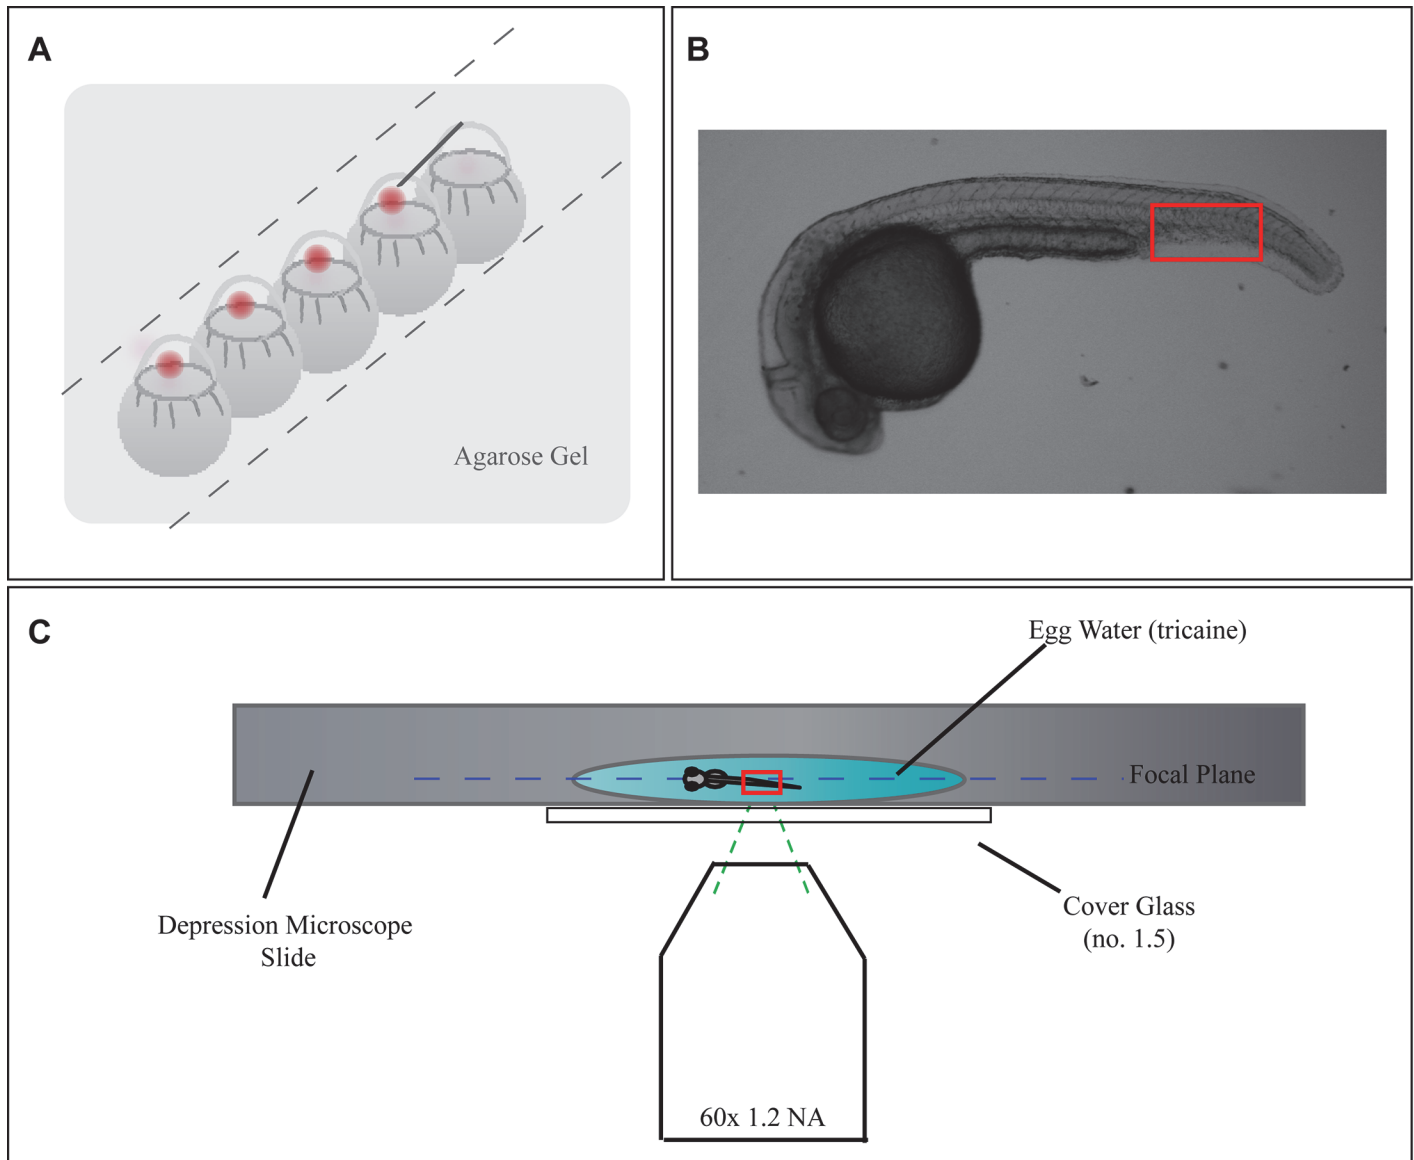 A
Agarose Gel
B
C
Egg Water (tricaine)
Focal Plane
Depression Microscope
Slide
Cover Glass
(no. 1.5)
60x 1.2 NA